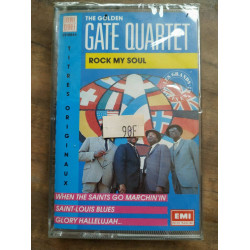 THE GOLDEN
GATE QUARTET
ROCK MY SOUL
TITRES ORIGINAUX
90F
WHEN THE SAINTS GO MARCHIN'IN
SAINT-LOUIS BLUES
GLORY HALLELUJAH...
EMI